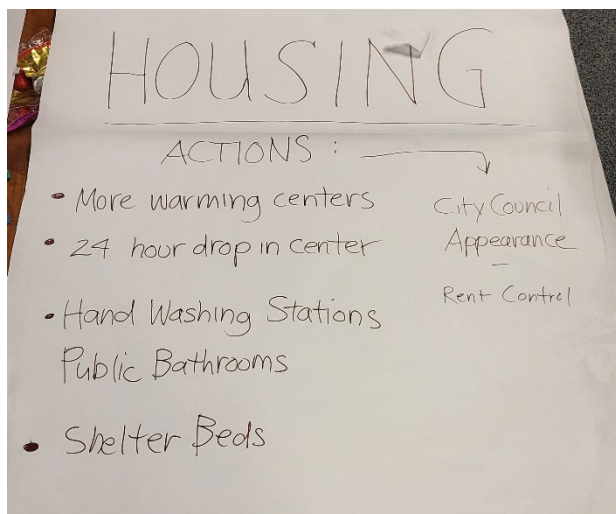 HOUSING
ACTIONS :
• More warming centers
• 24 hour drop in center
• Hand Washing Stations
Public Bathrooms
• Shelter Beds
City Council
Appearance
–
Rent Control